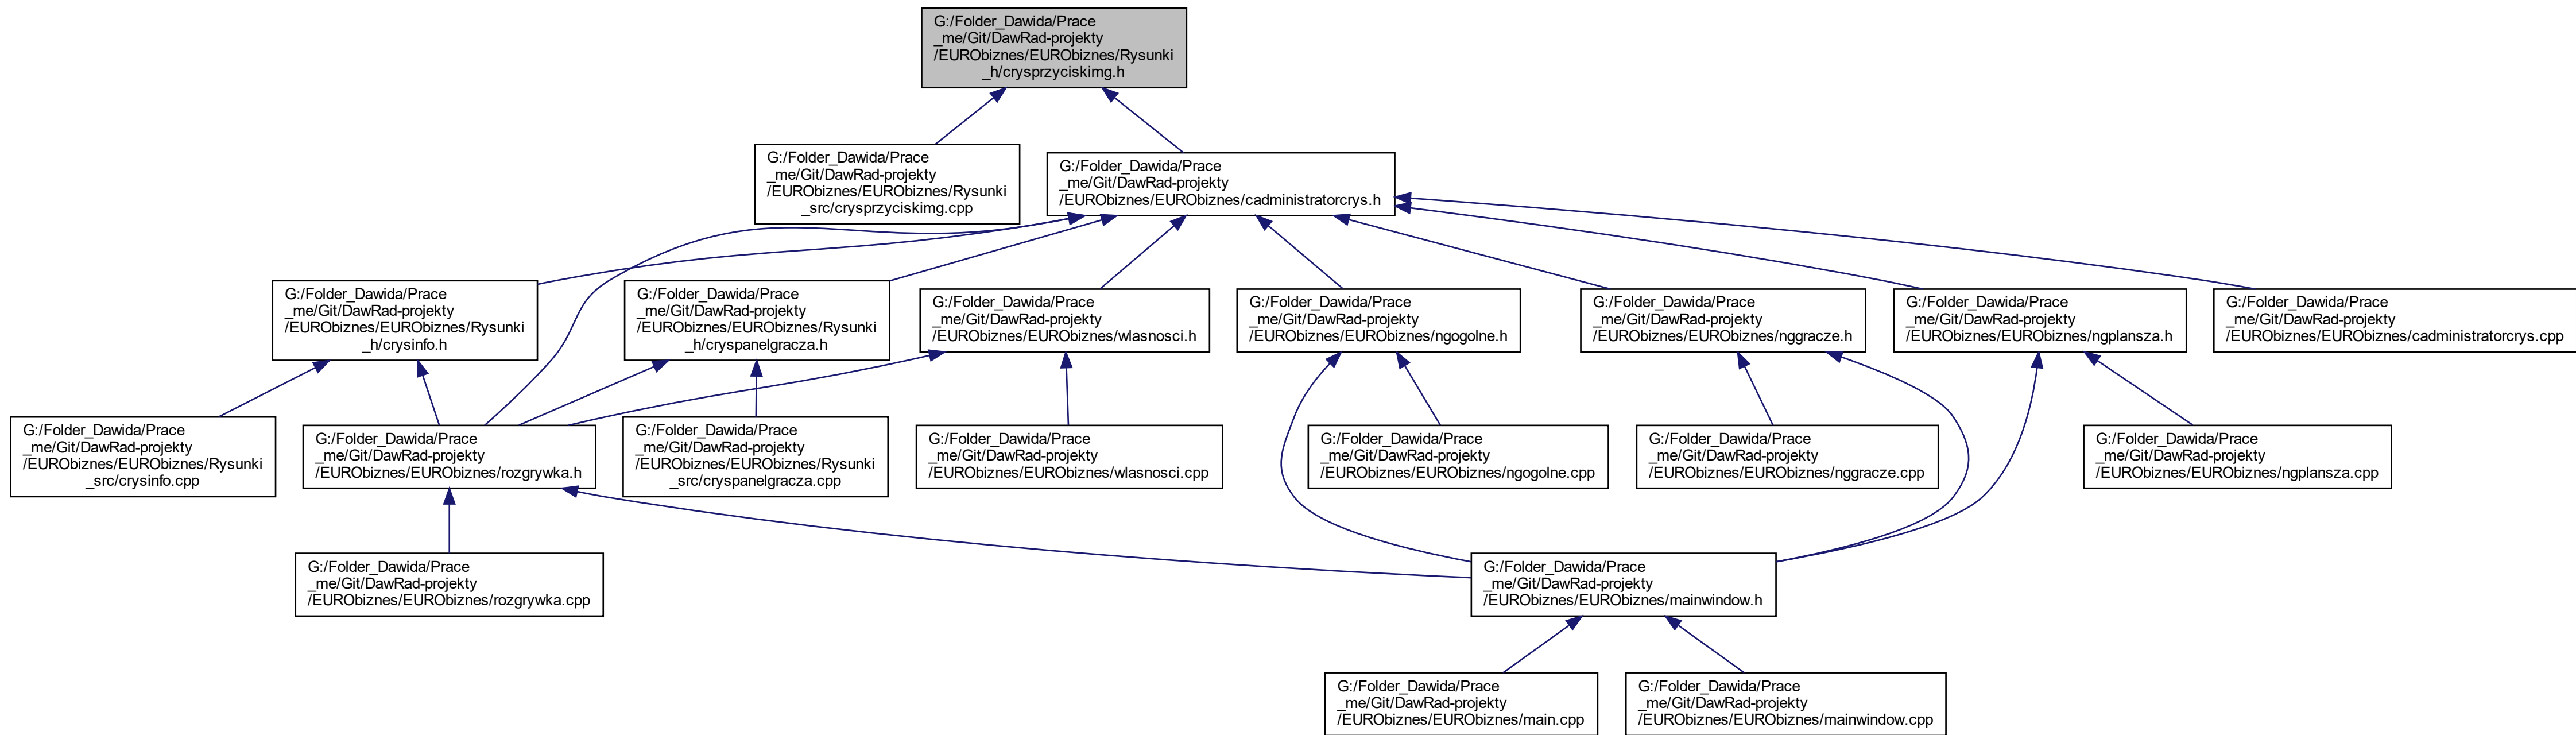 G:/Folder_Dawida/Prace
_me/Git/DawRad-projekty
/EURObiznes/EURObiznes/Rysunki
_h/crysprzyciskimg.h
G:/Folder_Dawida/Prace
_me/Git/DawRad-projekty
/EURObiznes/EURObiznes/Rysunki
_src/crysprzyciskimg.cpp
G:/Folder_Dawida/Prace
_me/Git/DawRad-projekty
/EURObiznes/EURObiznes/cadministratorcrys.h
G:/Folder_Dawida/Prace
_me/Git/DawRad-projekty
/EURObiznes/EURObiznes/Rysunki
_h/crysinfo.h
G:/Folder_Dawida/Prace
_me/Git/DawRad-projekty
/EURObiznes/EURObiznes/Rysunki
_h/cryspanelgracza.h
G:/Folder_Dawida/Prace
_me/Git/DawRad-projekty
/EURObiznes/EURObiznes/wlasnosci.h
G:/Folder_Dawida/Prace
_me/Git/DawRad-projekty
/EURObiznes/EURObiznes/ngogolne.h
G:/Folder_Dawida/Prace
_me/Git/DawRad-projekty
/EURObiznes/EURObiznes/nggracze.h
G:/Folder_Dawida/Prace
_me/Git/DawRad-projekty
/EURObiznes/EURObiznes/ngplansza.h
G:/Folder_Dawida/Prace
_me/Git/DawRad-projekty
/EURObiznes/EURObiznes/cadministratorcrys.cpp
G:/Folder_Dawida/Prace
_me/Git/DawRad-projekty
/EURObiznes/EURObiznes/Rysunki
_src/crysinfo.cpp
G:/Folder_Dawida/Prace
_me/Git/DawRad-projekty
/EURObiznes/EURObiznes/rozgrywka.h
G:/Folder_Dawida/Prace
_me/Git/DawRad-projekty
/EURObiznes/EURObiznes/Rysunki
_src/cryspanelgracza.cpp
G:/Folder_Dawida/Prace
_me/Git/DawRad-projekty
/EURObiznes/EURObiznes/wlasnosci.cpp
G:/Folder_Dawida/Prace
_me/Git/DawRad-projekty
/EURObiznes/EURObiznes/ngogolne.cpp
G:/Folder_Dawida/Prace
_me/Git/DawRad-projekty
/EURObiznes/EURObiznes/nggracze.cpp
G:/Folder_Dawida/Prace
_me/Git/DawRad-projekty
/EURObiznes/EURObiznes/ngplansza.cpp
G:/Folder_Dawida/Prace
_me/Git/DawRad-projekty
/EURObiznes/EURObiznes/rozgrywka.cpp
G:/Folder_Dawida/Prace
_me/Git/DawRad-projekty
/EURObiznes/EURObiznes/mainwindow.h
G:/Folder_Dawida/Prace
_me/Git/DawRad-projekty
/EURObiznes/EURObiznes/main.cpp
G:/Folder_Dawida/Prace
_me/Git/DawRad-projekty
/EURObiznes/EURObiznes/mainwindow.cpp